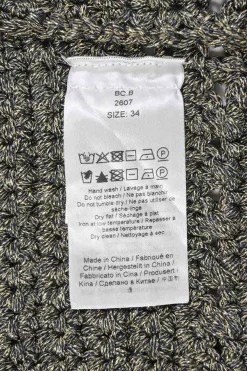 BC.B
2607
SIZE: 34
Hand wash / Lavage à main
Do not bleach / Ne pas blanchir
Do not tumble dry / Ne pas utiliser de
sèche-linge
Dry flat / Séchage à plat
Iron at low temperature / Repasser à
basse température
Dry clean / Nettoyage à sec
Made in China / Fabriqué en
Chine / Hergestellt in China /
Fabbricato in Cina / Produsert i
Kina / Сделано в Китае / 中